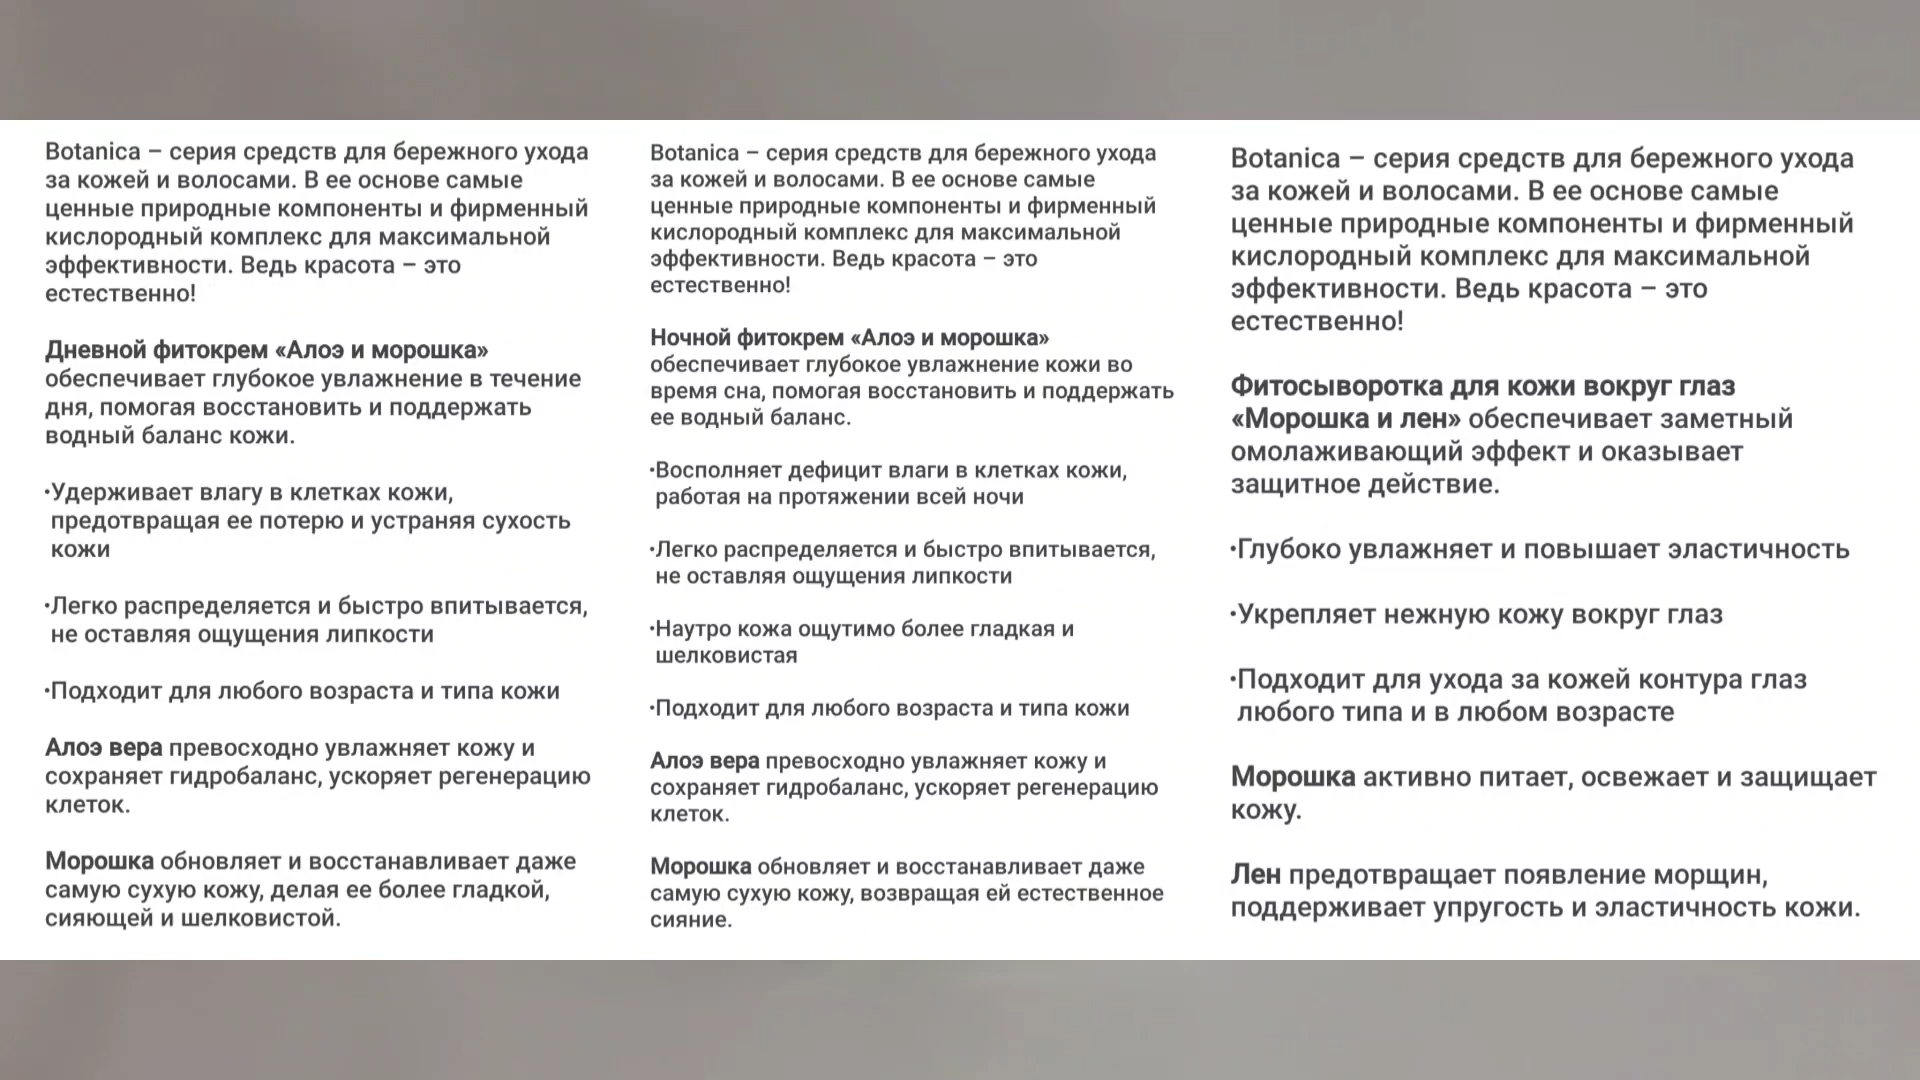 Botanica – серия средств для бережного ухода
за кожей и волосами. В ее основе самые
ценные природные компоненты и фирменный
кислородный комплекс для максимальной
эффективности. Ведь красота – это
естественно!
Дневной фитокрем «Алоэ и морошка»
обеспечивает глубокое увлажнение в течение
дня, помогая восстановить и поддержать
водный баланс кожи.
•Удерживает влагу в клетках кожи,
предотвращая ее потерю и устраняя сухость
кожи
•Легко распределяется и быстро впитывается,
не оставляя ощущения липкости
•Подходит для любого возраста и типа кожи
Алоэ вера превосходно увлажняет кожу и
сохраняет гидробаланс, ускоряет регенерацию
клеток.
Морошка обновляет и восстанавливает даже
самую сухую кожу, делая ее более гладкой,
сияющей и шелковистой.
Botanica – серия средств для бережного ухода
за кожей и волосами. В ее основе самые
ценные природные компоненты и фирменный
кислородный комплекс для максимальной
эффективности. Ведь красота – это
естественно!
Ночной фитокрем «Алоэ и морошка»
обеспечивает глубокое увлажнение кожи во
время сна, помогая восстановить и поддержать
ее водный баланс.
•Восполняет дефицит влаги в клетках кожи,
работая на протяжении всей ночи
•Легко распределяется и быстро впитывается,
не оставляя ощущения липкости
•Наутро кожа ощутимо более гладкая и
шелковистая
•Подходит для любого возраста и типа кожи
Алоэ вера превосходно увлажняет кожу и
сохраняет гидробаланс, ускоряет регенерацию
клеток.
Морошка обновляет и восстанавливает даже
самую сухую кожу, возвращая ей естественное
сияние.
Botanica – серия средств для бережного ухода
за кожей и волосами. В ее основе самые
ценные природные компоненты и фирменный
кислородный комплекс для максимальной
эффективности. Ведь красота – это
естественно!
Фитосыворотка для кожи вокруг глаз
«Морошка и лен» обеспечивает заметный
омолаживающий эффект и оказывает
защитное действие.
•Глубоко увлажняет и повышает эластичность
•Укрепляет нежную кожу вокруг глаз
•Подходит для ухода за кожей контура глаз
любого типа и в любом возрасте
Морошка активно питает, освежает и защищает
кожу.
Лен предотвращает появление морщин,
поддерживает упругость и эластичность кожи.